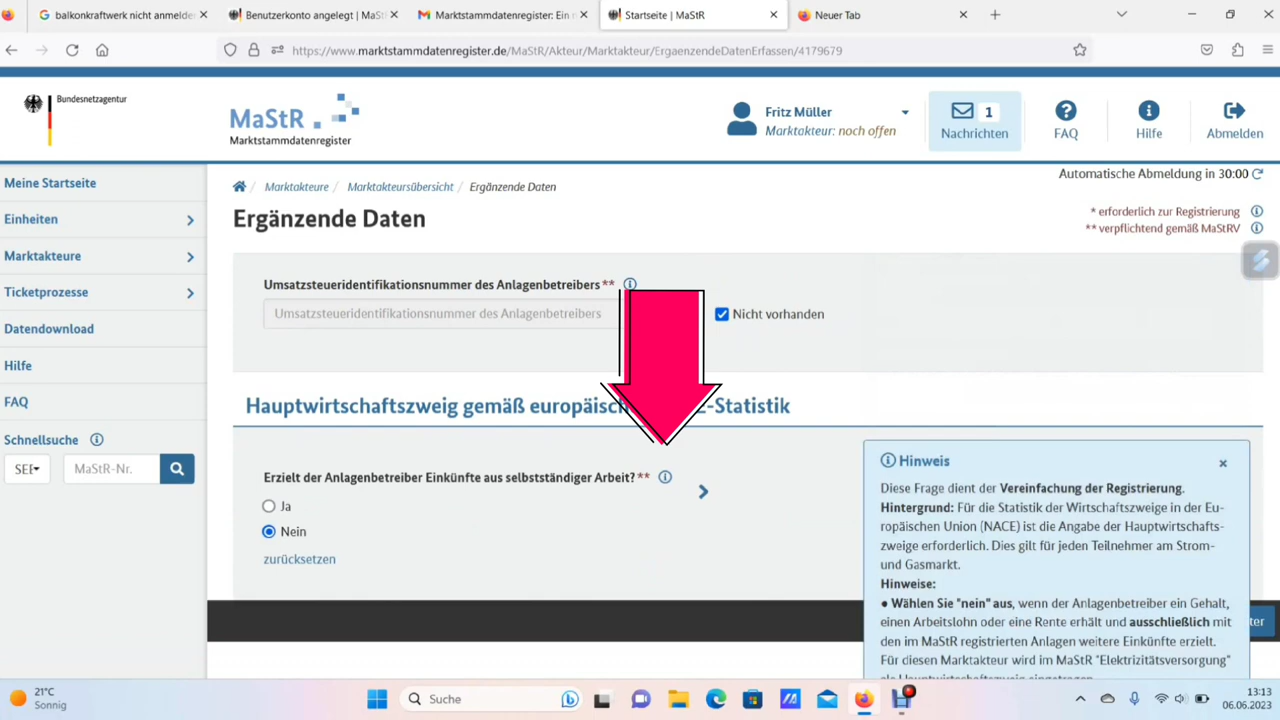 balkonkraftwerk nicht anmelde
Benutzerkonto angelegt | MaSt
Marktstammdatenregister: Ein n
Startseite | MaStR
Neuer Tab
https://www.marktstammdatenregister.de/MaStR/Akteur/Marktakteur/ErgaenzendeDatenErfassen/4179679
Bundesnetzagentur
MaStR
Marktstammdatenregister
Fritz Müller
Marktakteur: noch offen
1
Nachrichten
FAQ
Hilfe
Abmelden
Meine Startseite
Einheiten
Marktakteure
Ticketprozesse
Datendownload
Hilfe
FAQ
Schnellsuche
SEE
MaStR-Nr.
Marktakteure / Marktakteursübersicht / Ergänzende Daten
Automatische Abmeldung in 30:00
Ergänzende Daten
* erforderlich zur Registrierung
** verpflichtend gemäß MaStRV
Umsatzsteueridentifikationsnummer des Anlagenbetreibers **
Umsatzsteueridentifikationsnummer des Anlagenbetreibers
Nicht vorhanden
Hauptwirtschaftszweig gemäß europäisc E-Statistik
Erzielt der Anlagenbetreiber Einkünfte aus selbstständiger Arbeit? **
Ja
Nein
zurücksetzen
Hinweis
×
Diese Frage dient der Vereinfachung der Registrierung.
Hintergrund: Für die Statistik der Wirtschaftszweige in der Eu-
ropäischen Union (NACE) ist die Angabe der Hauptwirtschafts-
zweige erforderlich. Dies gilt für jeden Teilnehmer am Strom-
und Gasmarkt.
Hinweise:
● Wählen Sie "nein" aus, wenn der Anlagenbetreiber ein Gehalt,
einen Arbeitslohn oder eine Rente erhält und ausschließlich mit
den im MaStR registrierten Anlagen weitere Einkünfte erzielt.
Für diesen Marktakteur wird im MaStR "Elektrizitätsversorgung"
als Hauptwirtschaftszweig eingetragen.
ter
21°C
Sonnig
Suche
13:13
06.06.2023